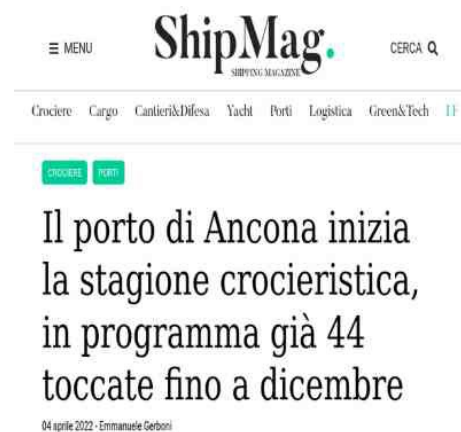 ≡ MENU
ShipMag.
SHIPPING MAGAZINE
CERCA
Crociere Cargo Cantieri&Difesa Yacht Porti Logistica Green&Tech I
CROCIERE PORTI
Il porto di Ancona inizia
la stagione crocieristica,
in programma già 44
toccate fino a dicembre
04 aprile 2022 - Emmanuele Gerboni